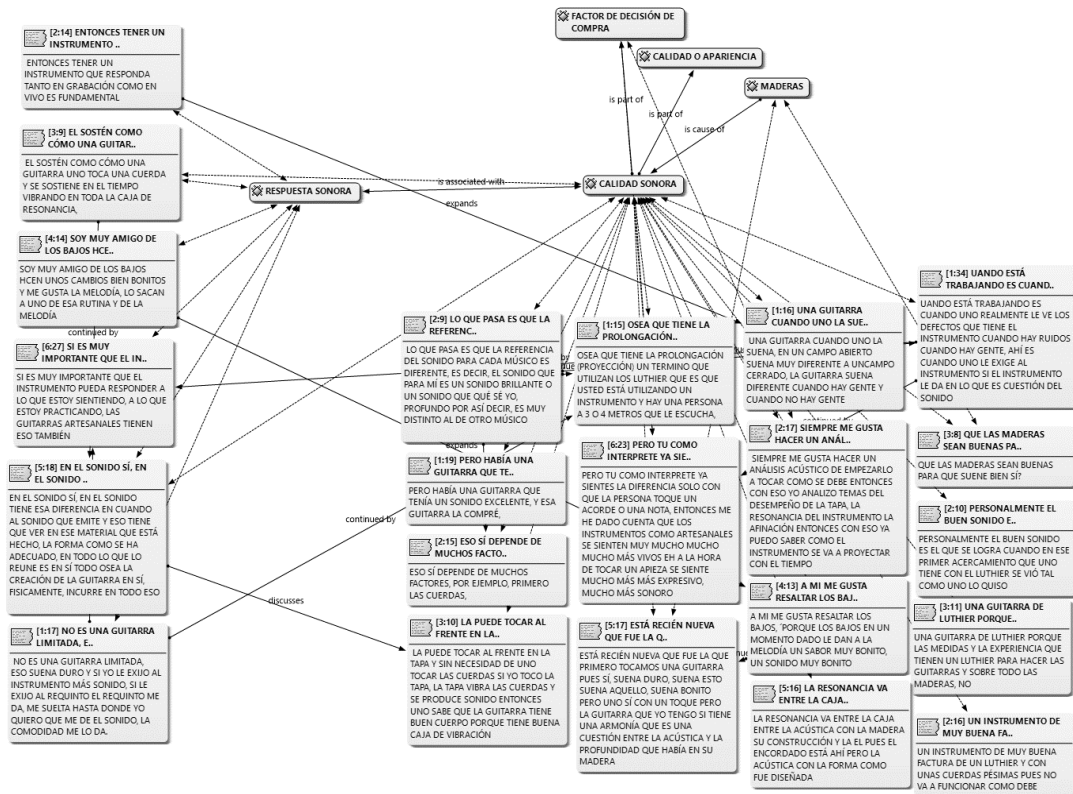 FACTOR DE DECISIÓN DE
COMPRA
CALIDAD O APARIENCIA
MADERAS
is part of
is part of
is cause of
CALIDAD SONORA
RESPUESTA SONORA
is associated with
expands
[2:14] ENTONCES TENER UN
INSTRUMENTO ..
ENTONCES TENER UN
INSTRUMENTO QUE RESPONDA
TANTO EN GRABACIÓN COMO EN
VIVO ES FUNDAMENTAL
[3:9] EL SOSTÉN COMO
CÓMO UNA GUITAR..
EL SOSTÉN COMO CÓMO UNA
GUITARRA UNO TOCA UNA CUERDA
Y SE SOSTIENE EN EL TIEMPO
VIBRANDO EN TODA LA CAJA DE
RESONANCIA,
[4:14] SOY MUY AMIGO DE
LOS BAJOS HCE..
SOY MUY AMIGO DE LOS BAJOS
HCEN UNOS CAMBIOS BIEN BONITOS
Y ME GUSTA LA MELODÍA, LO SACAN
A UNO DE ESA RUTINA Y DE LA
MELODÍA
continued by
[6:27] SI ES MUY
IMPORTANTE QUE EL IN..
SI ES MUY IMPORTANTE QUE EL
INSTRUMENTO PUEDA RESPONDER A
LO QUE ESTOY SIENTIENDO, A LO QUE
ESTOY PRACTICANDO, LAS
GUITARRAS ARTESANALES TIENEN
ESO TAMBIÉN
[5:18] EN EL SONIDO SÍ, EN
EL SONIDO ..
EN EL SONIDO SÍ, EN EL SONIDO
TIENE ESA DIFERENCIA EN CUANDO
AL SONIDO QUE EMITE Y ESO TIENE
QUE VER EN ESE MATERIAL QUE ESTÁ
HECHO, LA FORMA COMO SE HA
ADECUADO, EN TODO LO QUE LO
REUNE ES EN SÍ TODO OSEA LA
CREACIÓN DE LA GUITARRA EN SÍ,
FISICAMENTE, INCURRE EN TODO ESO
discusses
[1:17] NO ES UNA GUITARRA
LIMITADA, E..
NO ES UNA GUITARRA LIMITADA,
ESO SUENA DURO Y SI YO LE EXIJO AL
INSTRUMENTO MÁS SONIDO, SI LE
EXIJO AL REQUINTO EL REQUINTO ME
DA, ME SUELTA HASTA DONDE YO
QUIERO QUE ME DE EL SONIDO, LA
COMODIDAD ME LO DA.
[2:9] LO QUE PASA ES QUE LA
REFERENC..
LO QUE PASA ES QUE LA REFERENCIA
DEL SONIDO PARA CADA MÚSICO ES
DIFERENTE, ES DECIR, EL SONIDO QUE
PARA MÍ ES UN SONIDO BRILLANTE O
UN SONIDO QUE QUÉ SÉ YO,
PROFUNDO POR ASÍ DECIR, ES MUY
DISTINTO AL DE OTRO MÚSICO
expands
[1:19] PERO HABÍA UNA
GUITARRA QUE TE..
PERO HABÍA UNA GUITARRA QUE
TENÍA UN SONIDO EXCELENTE, Y ESA
GUITARRA LA COMPRÉ,
continued by
[2:15] ESO SÍ DEPENDE DE
MUCHOS FACTO..
ESO SÍ DEPENDE DE MUCHOS
FACTORES, POR EJEMPLO, PRIMERO
LAS CUERDAS,
[3:10] LA PUEDE TOCAR AL
FRENTE EN LA..
LA PUEDE TOCAR AL FRENTE EN LA
TAPA Y SIN NECESIDAD DE UNO
TOCAR LAS CUERDAS SI YO TOCO LA
TAPA, LA TAPA VIBRA LAS CUERDAS Y
SE PRODUCE SONIDO ENTONCES
UNO SABE QUE LA GUITARRA TIENE
BUEN CUERPO PORQUE TIENE BUENA
CAJA DE VIBRACIÓN
[1:15] OSEA QUE TIENE LA
PROLONGACIÓN..
OSEA QUE TIENE LA PROLONGACIÓN
(PROYECCIÓN) UN TERMINO QUE
UTILIZAN LOS LUTHIER QUE ES QUE
USTED ESTÁ UTILIZANDO UN
INSTRUMENTO Y HAY UNA PERSONA
A 3 O 4 METROS QUE LE ESCUCHA,
[6:23] PERO TU COMO
INTERPRETE YA SIE..
PERO TU COMO INTERPRETE YA
SIENTES LA DIFERENCIA SOLO CON
QUE LA PERSONA TOQUE UN
ACORDE O UNA NOTA, ENTONCES ME
HE DADO CUENTA QUE LOS
INSTRUMENTOS COMO ARTESANALES
SE SIENTEN MUY MUCHO MUCHO
MUCHO MÁS VIVOS EH A LA HORA
DE TOCAR UN APIEZA SE SIENTE
MUCHO MÁS MÁS EXPRESIVO,
MUCHO MÁS SONORO
[5:17] ESTÁ RECIÉN NUEVA
QUE FUE LA Q..
ESTÁ RECIÉN NUEVA QUE FUE LA QUE
PRIMERO TOCAMOS UNA GUITARRA
PUES SÍ, SUENA DURO, SUENA ESTO
SUENA AQUELLO, SUENA BONITO
PERO UNO SÍ CON UN TOQUE PERO
LA GUITARRA QUE YO TENGO SI TIENE
UNA ARMONÍA QUE ES UNA
CUESTIÓN ENTRE LA ACÚSTICA Y LA
PROFUNDIDAD QUE HABÍA EN SU
MADERA
[1:16] UNA GUITARRA
CUANDO UNO LA SUE..
UNA GUITARRA CUANDO UNO LA
SUENA, EN UN CAMPO ABIERTO
SUENA MUY DIFERENTE A UNCAMPO
CERRADO, LA GUITARRA SUENA
DIFERENTE CUANDO HAY GENTE Y
CUANDO NO HAY GENTE
[2:17] SIEMPRE ME GUSTA
HACER UN ANÁL..
SIEMPRE ME GUSTA HACER UN
ANÁLISIS ACÚSTICO DE EMPEZARLO
A TOCAR COMO SE DEBE ENTONCES
CON ESO YO ANALIZO TEMAS DEL
DESEMPEÑO DE LA TAPA, LA
RESONANCIA DEL INSTRUMENTO LA
AFINACIÓN ENTONCES CON ESO YA
PUEDO SABER COMO EL
INSTRUMENTO SE VA A PROYECTAR
CON EL TIEMPO
[4:13] A MI ME GUSTA
RESALTAR LOS BAJ..
A MI ME GUSTA RESALTAR LOS
BAJOS, ´PORQUE LOS BAJOS EN UN
MOMENTO DADO LE DAN A LA
MELODÍA UN SABOR MUY BONITO,
UN SONIDO MUY BONITO
[5:16] LA RESONANCIA VA
ENTRE LA CAJA..
LA RESONANCIA VA ENTRE LA CAJA
ENTRE LA ACÚSTICA CON LA MADERA
SU CONSTRUCCIÓN Y LA EL PUES EL
ENCORDADO ESTÁ AHÍ PERO LA
ACÚSTICA CON LA FORMA COMO
FUE DISEÑADA
[1:34] UANDO ESTÁ
TRABAJANDO ES CUAND..
UANDO ESTÁ TRABAJANDO ES
CUANDO UNO REALMENTE LE VE LOS
DEFECTOS QUE TIENE EL
INSTRUMENTO CUANDO HAY RUIDOS
CUANDO HAY GENTE, AHÍ ES
CUANDO UNO LE EXIGE AL
INSTRUMENTO SI EL INSTRUMENTO
LE DA EN LO QUE ES CUESTIÓN DEL
SONIDO
[3:8] QUE LAS MADERAS
SEAN BUENAS PA..
QUE LAS MADERAS SEAN BUENAS
PARA QUE SUENE BIEN SÍ?
[2:10] PERSONALMENTE EL
BUEN SONIDO E..
PERSONALMENTE EL BUEN SONIDO
ES EL QUE SE LOGRA CUANDO EN ESE
PRIMER ACERCAMIENTO QUE UNO
TIENE CON EL LUTHIER SE VIÓ TAL
COMO UNO LO QUISO
[3:11] UNA GUITARRA DE
LUTHIER PORQUE..
UNA GUITARRA DE LUTHIER PORQUE
LAS MEDIDAS Y LA EXPERIENCIA QUE
TIENEN UN LUTHIER PARA HACER LAS
GUITARRAS Y SOBRE TODO LAS
MADERAS, NO
[2:16] UN INSTRUMENTO DE
MUY BUENA FA..
UN INSTRUMENTO DE MUY BUENA
FACTURA DE UN LUTHIER Y CON
UNAS CUERDAS PÉSIMAS PUES NO
VA A FUNCIONAR COMO DEBE